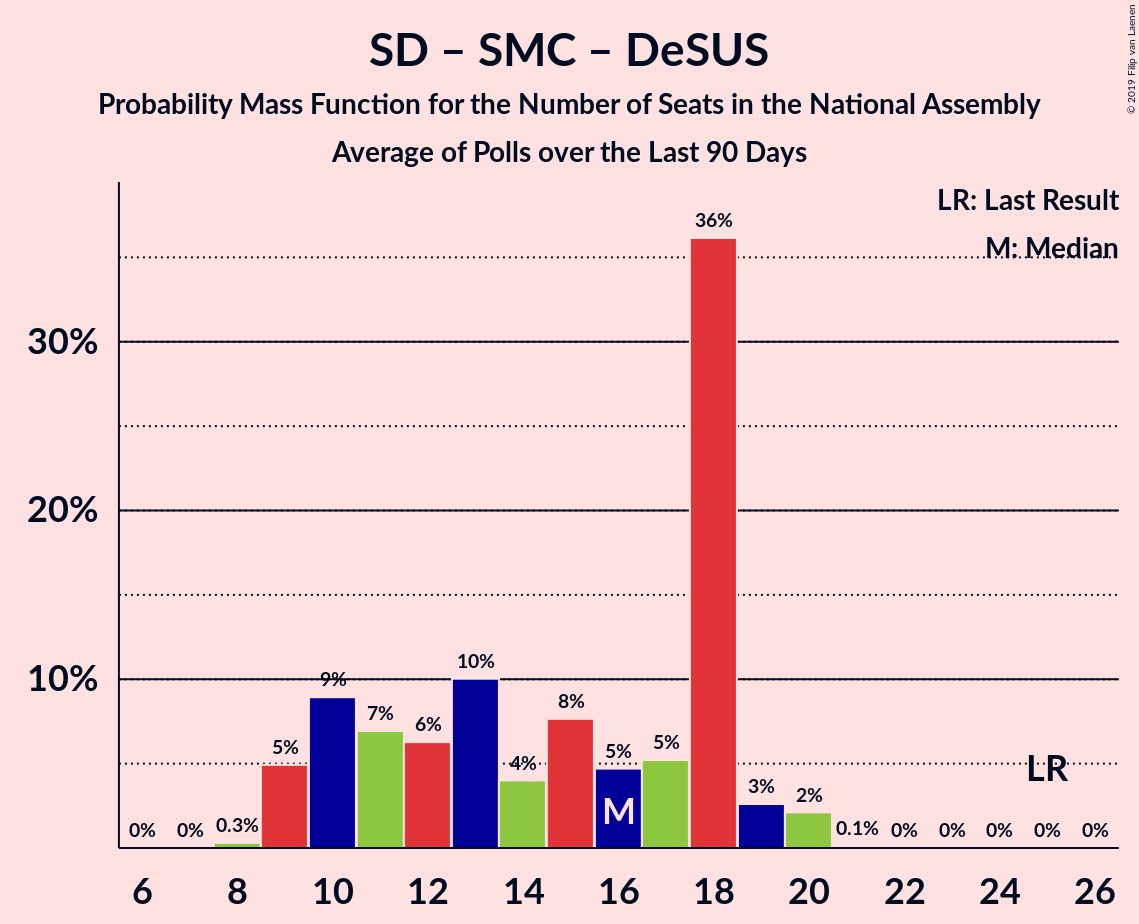 SD – SMC – DeSUS
Probability Mass Function for the Number of Seats in the National Assembly
Average of Polls over the Last 90 Days
© 2019 Filip van Laenen
LR: Last Result
M: Median
30%
20%
10%
0%
0%
0.3%
5%
9%
7%
6%
10%
4%
8%
5%
5%
36%
3%
2%
0.1%
0%
0%
0%
0%
0%
M
LR
6 8 10 12 14 16 18 20 22 24 26